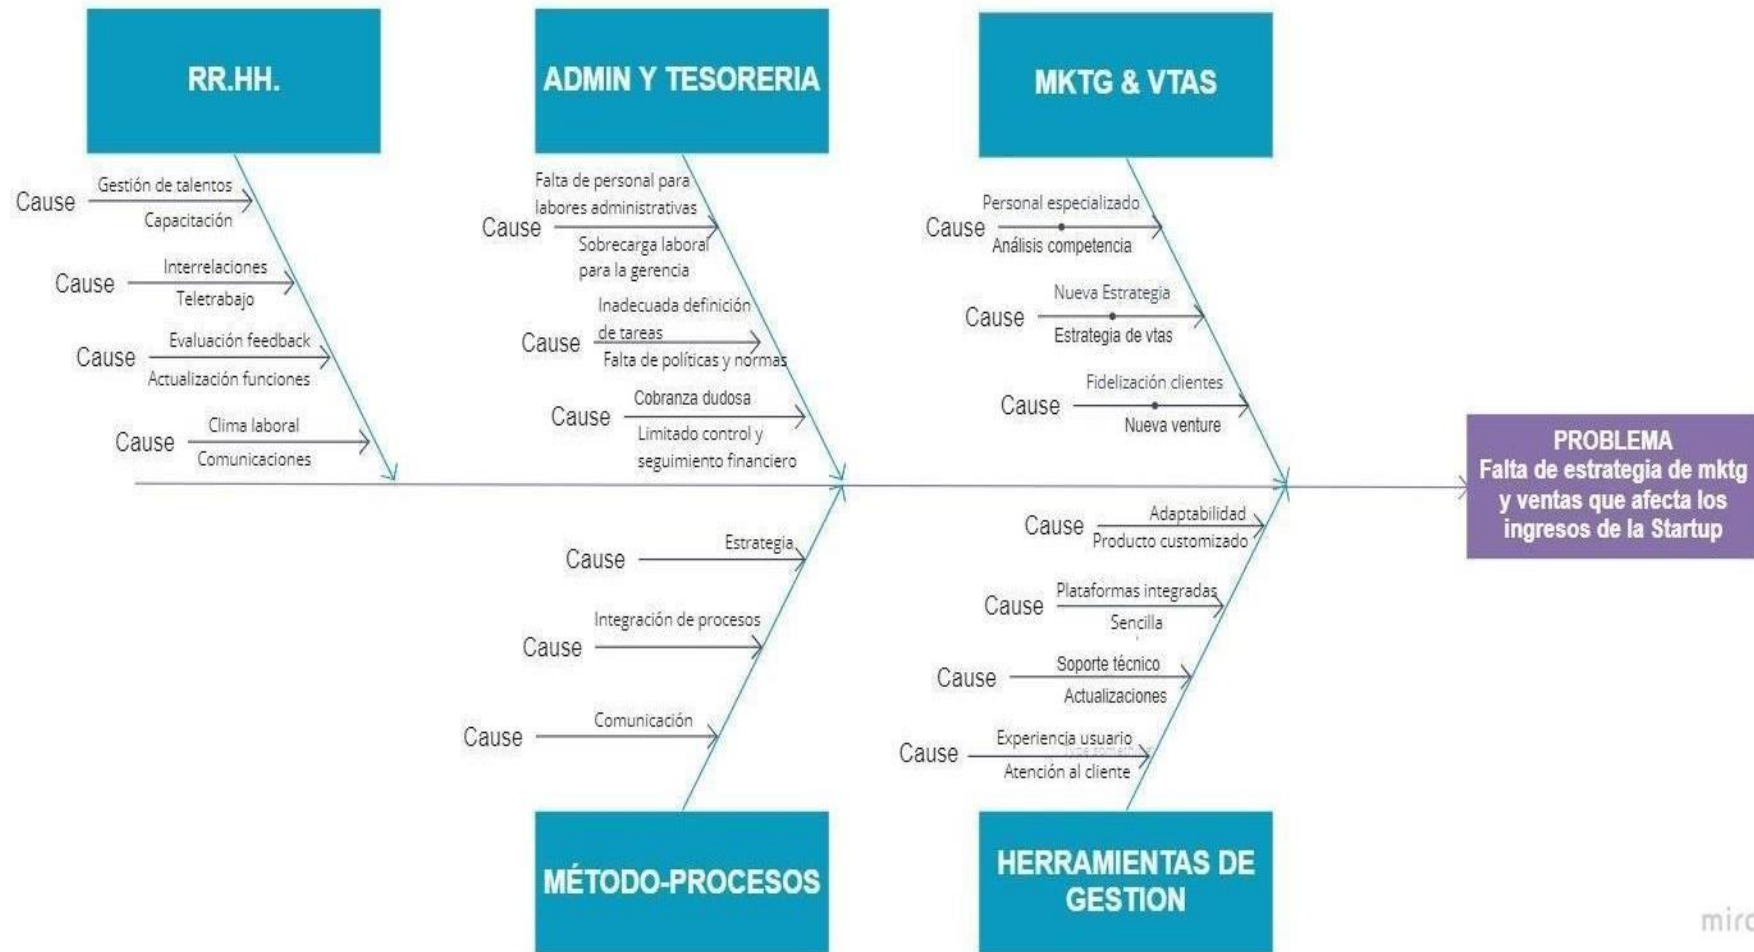 RR.HH.
Cause
Gestión de talentos
Capacitación
Cause
Interrelaciones
Teletrabajo
Cause
Evaluación feedback
Actualización funciones
Cause
Clima laboral
Comunicaciones
ADMIN Y TESORERIA
Falta de personal para
labores administrativas
Cause
Sobrecarga laboral
para la gerencia
Inadecuada definición
de tareas
Cause
Falta de políticas y normas
Cause
Cobranza dudosa
Limitado control y
seguimiento financiero
MKTG & VTAS
Personal especializado
Cause
Análisis competencia
Nueva Estrategia
Cause
Estrategia de vtas
Fidelización clientes
Cause
Nueva venture
PROBLEMA
Falta de estrategia de mktg
y ventas que afecta los
ingresos de la Startup
Estrategia
Cause
Integración de procesos
Cause
Comunicación
Cause
MÉTODO-PROCESOS
Adaptabilidad
Cause
Producto customizado
Plataformas integradas
Cause
Sencilla
Soporte técnico
Cause
Actualizaciones
Experiencia usuario
Type something
Cause
Atención al cliente
HERRAMIENTAS DE
GESTION
miro